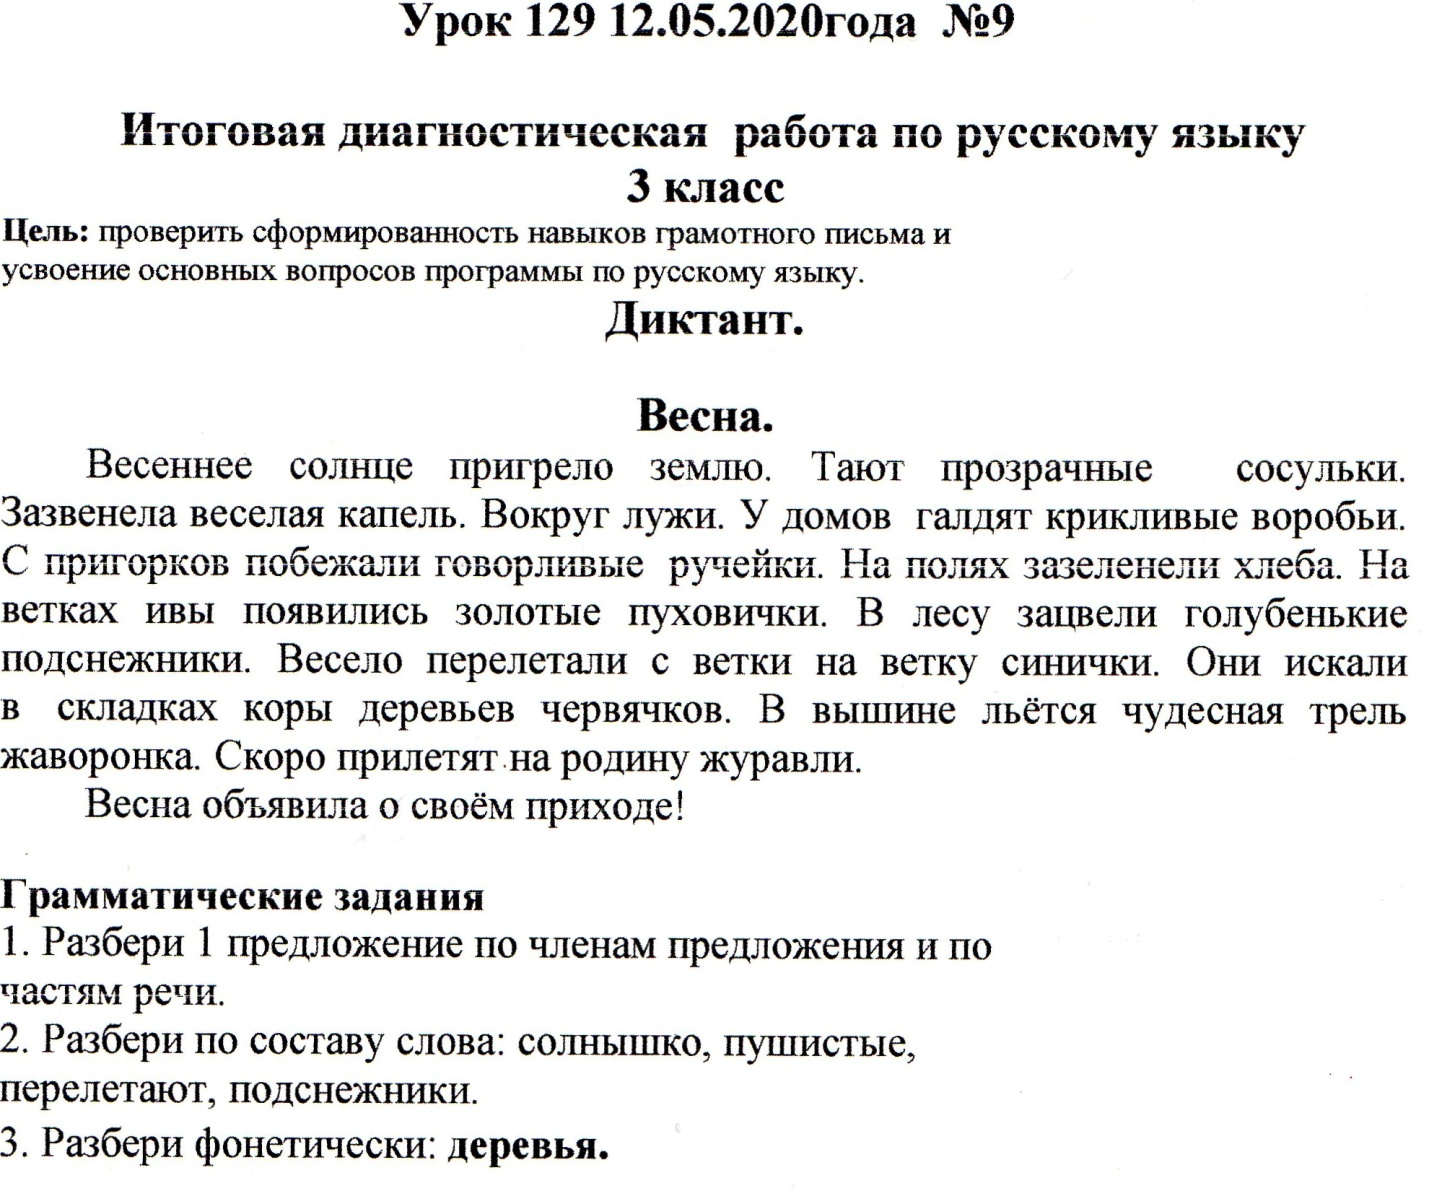 Урок 129 12.05.2020года №9
Итоговая диагностическая работа по русскому языку
3 класс
Цель: проверить сформированность навыков грамотного письма и
усвоение основных вопросов программы по русскому языку.
Диктант.
Весна.
Весеннее солнце пригрело землю. Тают прозрачные сосульки.
Зазвенела веселая капель. Вокруг лужи. У домов галдят крикливые воробьи.
С пригорков побежали говорливые ручейки. На полях зазеленели хлеба. На
ветках ивы появились золотые пуховички. В лесу зацвели голубенькие
подснежники. Весело перелетали с ветки на ветку синички. Они искали
в складках коры деревьев червячков. В вышине льётся чудесная трель
жаворонка. Скоро прилетят на родину журавли.
Весна объявила о своём приходе!
Грамматические задания
1. Разбери 1 предложение по членам предложения и по
частям речи.
2. Разбери по составу слова: солнышко, пушистые,
перелетают, подснежники.
3. Разбери фонетически: деревья.